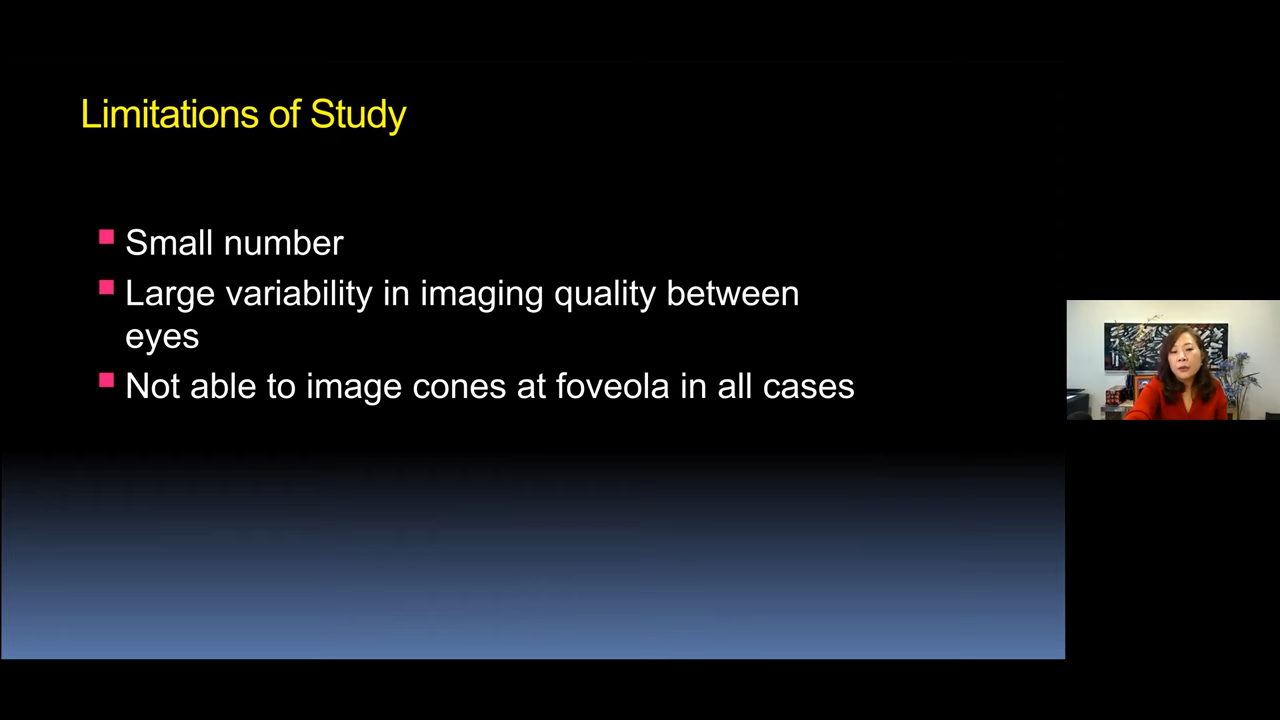 Limitations of Study
Small number
Large variability in imaging quality between
eyes
Not able to image cones at foveola in all cases